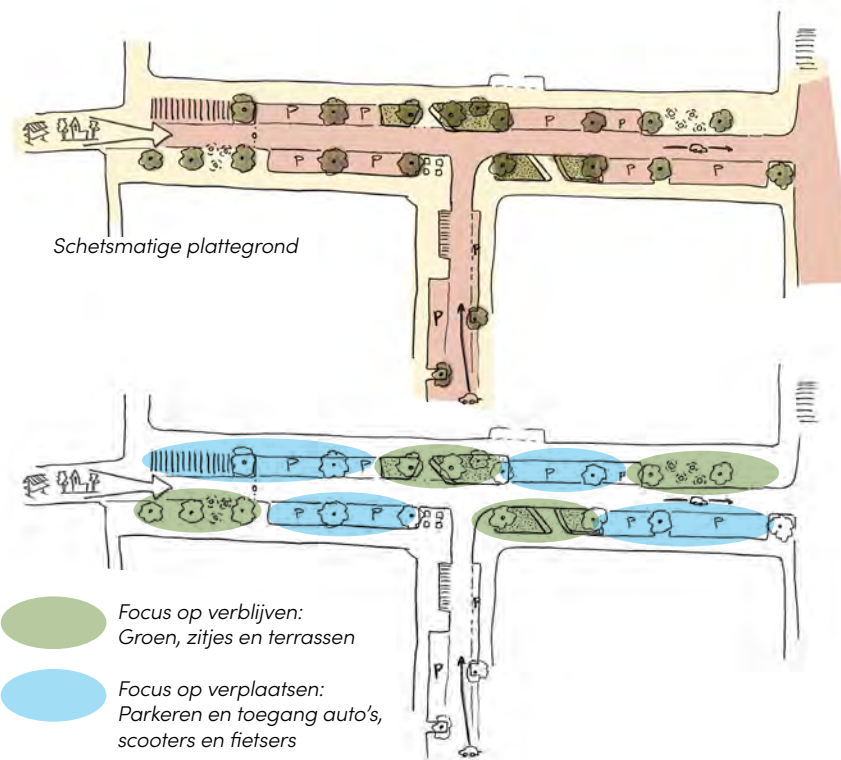 P P P P
P P P P
Schetsmatige plattegrond
P
P
P P P P
P P P P
P
Focus op verblijven:
Groen, zitjes en terrassen
P
Focus op verplaatsen:
Parkeren en toegang auto's,
scooters en fietsers